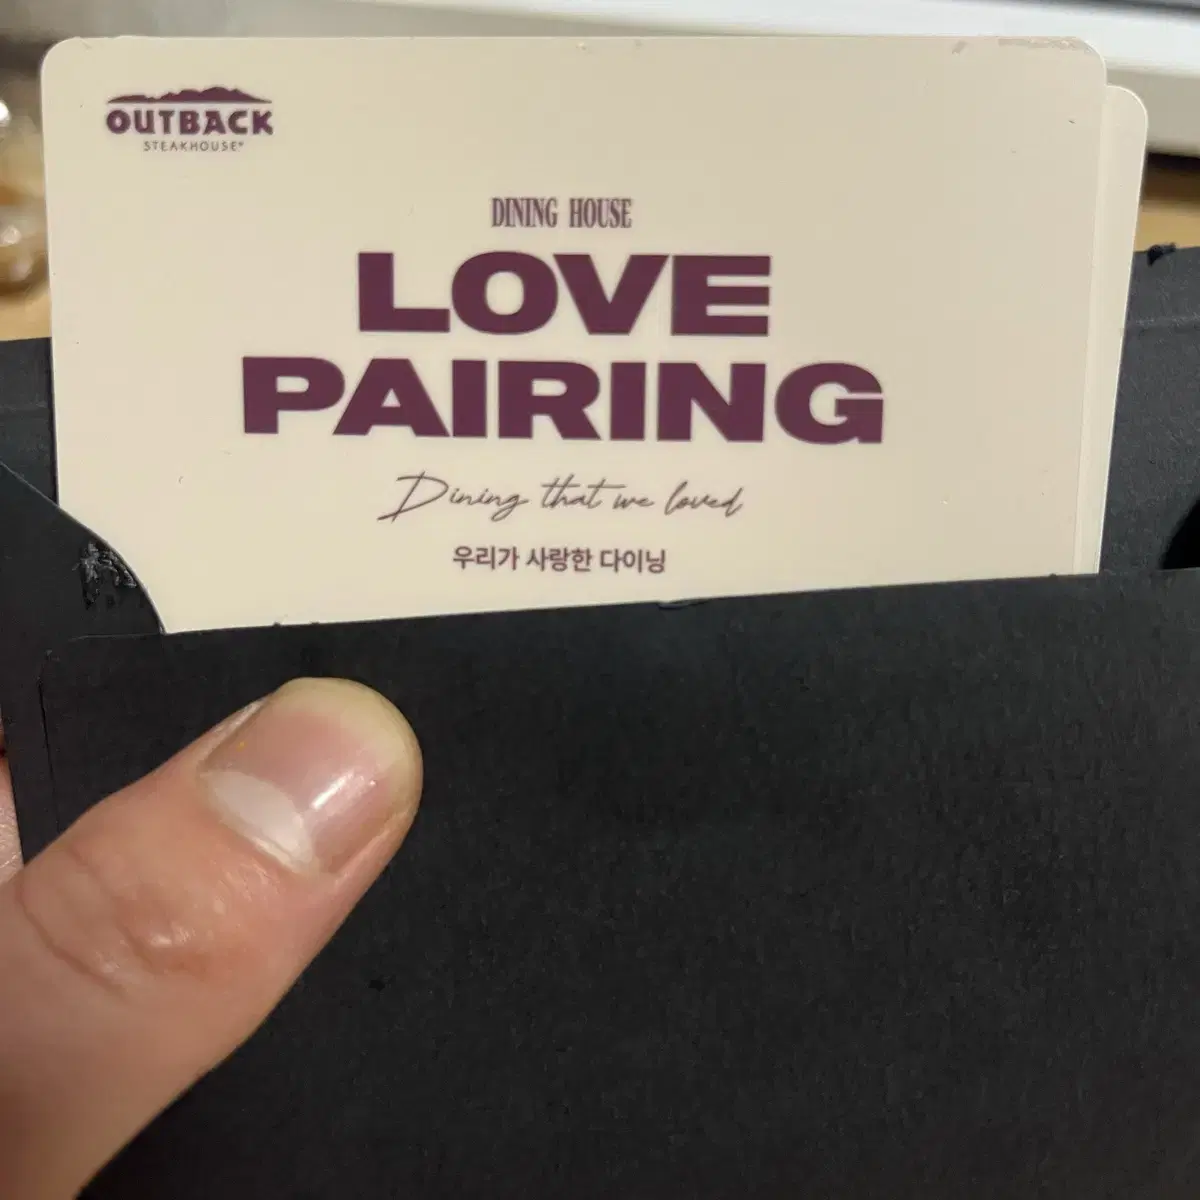 OUTBACK
STEAKHOUSE®
DINING HOUSE
LOVE
PAIRING
Dining that we loved
우리가 사랑한 다이닝